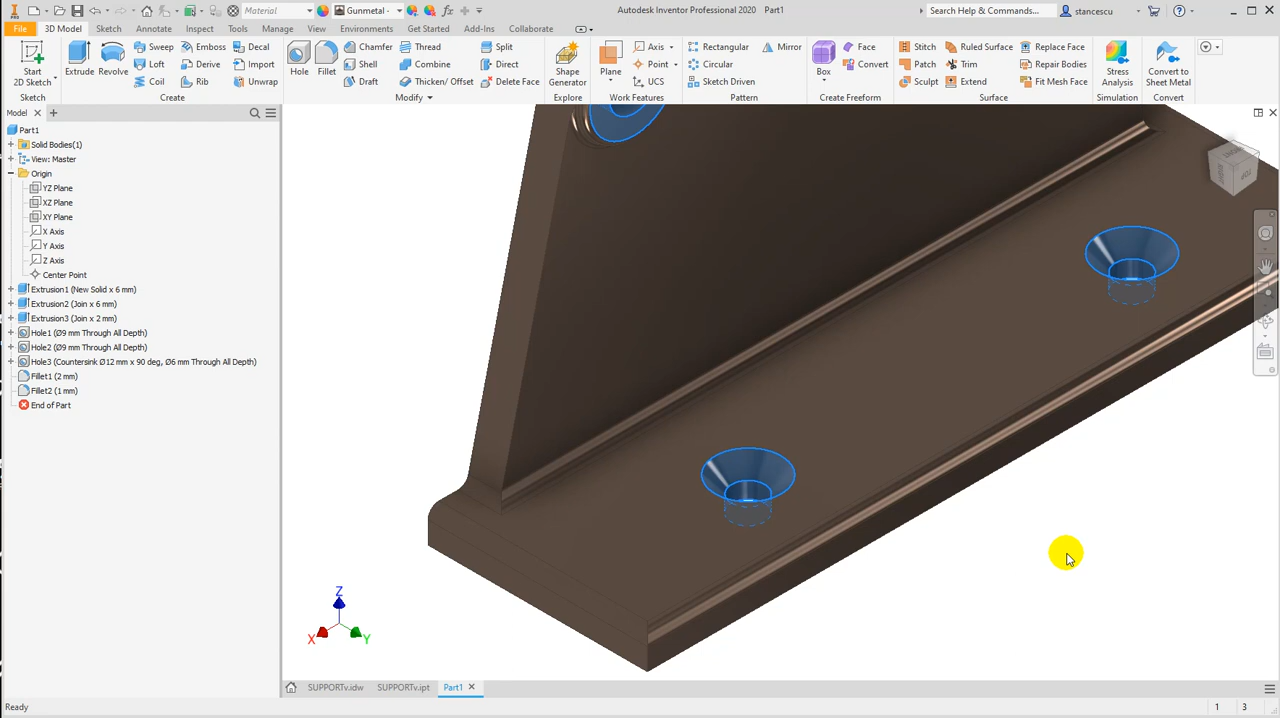 PRO
Material
Gunmetal -
fx
Autodesk Inventor Professional 2020 Part1
Search Help & Commands...
stancescu
File
3D Model
Sketch
Annotate
Inspect
Tools
Manage
View
Environments
Get Started
Add-Ins
Collaborate
Start
2D Sketch
Sketch
Extrude
Revolve
Sweep
Loft
Coil
Emboss
Derive
Rib
Decal
Import
Unwrap
Create
Hole
Fillet
Chamfer
Shell
Draft
Thread
Combine
Thicken/ Offset
Split
Direct
Delete Face
Modify
Shape
Generator
Explore
Plane
Axis
Point
UCS
Work Features
Rectangular
Circular
Sketch Driven
Mirror
Pattern
Box
Face
Convert
Create Freeform
Stitch
Patch
Sculpt
Ruled Surface
Trim
Extend
Replace Face
Repair Bodies
Fit Mesh Face
Surface
Stress
Analysis
Simulation
Convert to
Sheet Metal
Convert
Model
Part1
Solid Bodies(1)
View: Master
Origin
YZ Plane
XZ Plane
XY Plane
X Axis
Y Axis
Z Axis
Center Point
Extrusion1 (New Solid x 6 mm)
Extrusion2 (Join x 6 mm)
Extrusion3 (Join x 2 mm)
Hole1 (Ø9 mm Through All Depth)
Hole2 (Ø9 mm Through All Depth)
Hole3 (Countersink Ø12 mm x 90 deg, Ø6 mm Through All Depth)
Fillet1 (2 mm)
Fillet2 (1 mm)
End of Part
Z
X
Y
SUPPORTv.idw
SUPPORTv.ipt
Part1
Ready
1
3